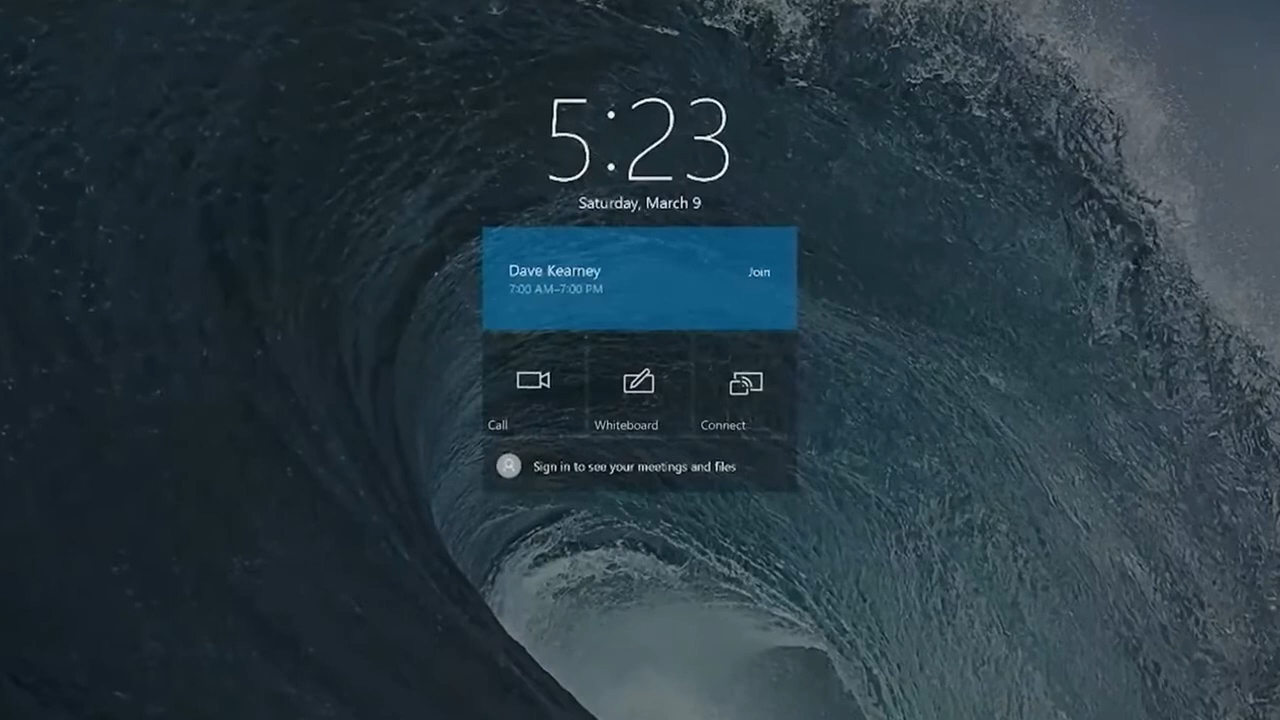 5:23
Saturday, March 9
Dave Kearney
Join
7:00 AM–7:00 PM
Call
Whiteboard
Connect
Sign in to see your meetings and files